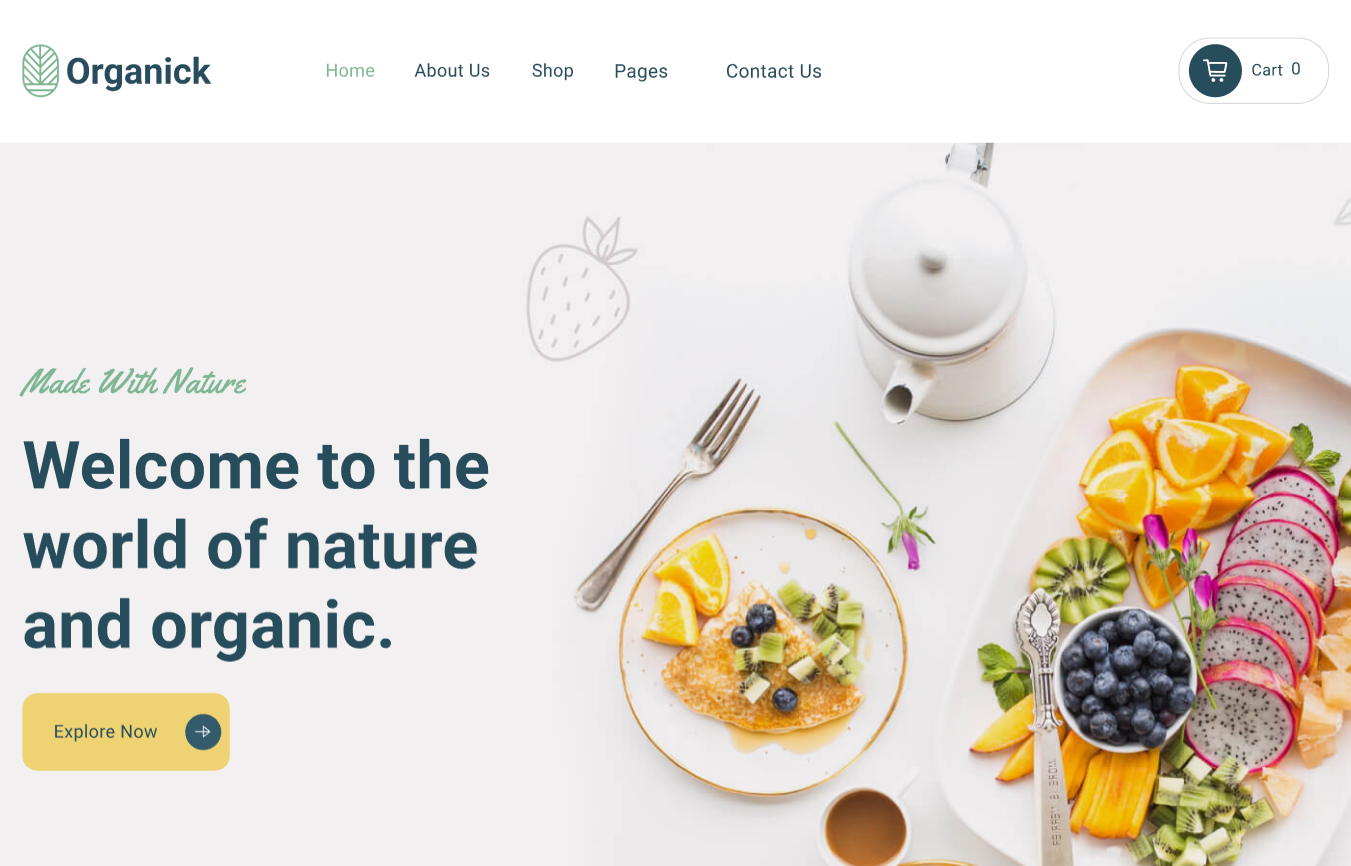 Organick
Home
About Us
Shop
Pages
Contact Us
Cart 0
Made With Nature
Welcome to the
world of nature
and organic.
Explore Now